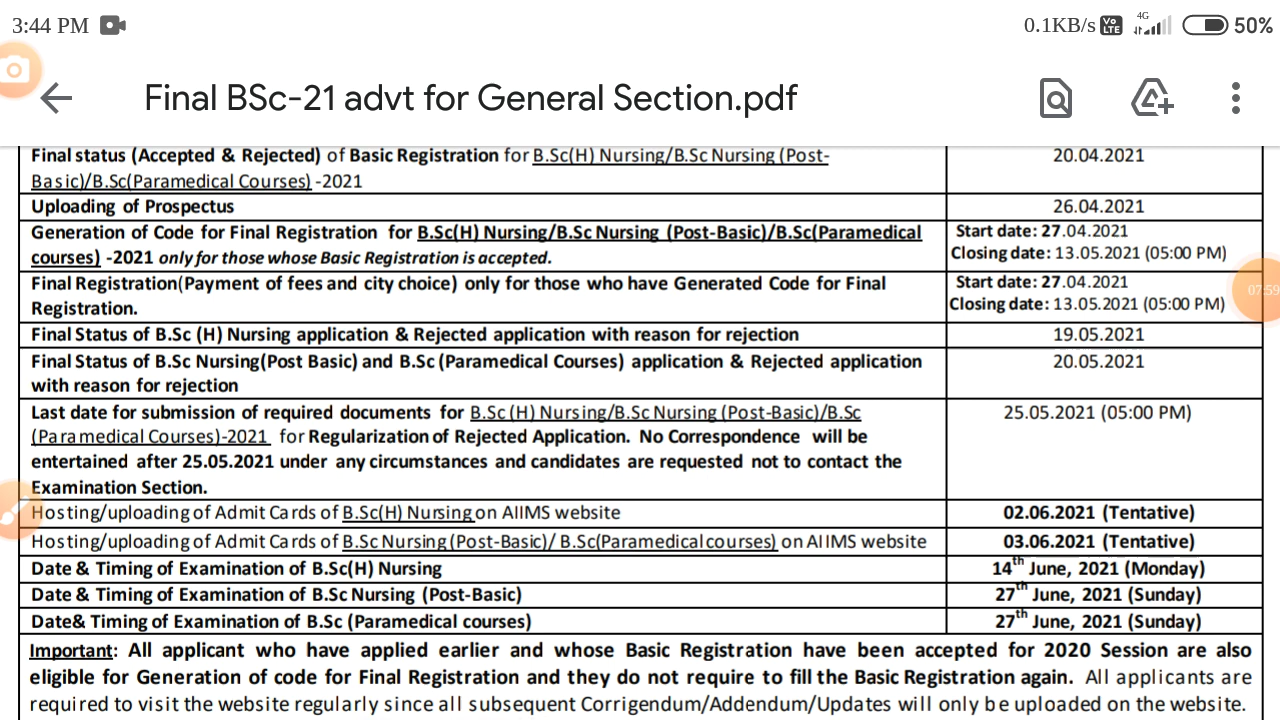 3:44 PM
0.1KB/s Vo LTE 4G 50%
Final BSc-21 advt for General Section.pdf
Final status (Accepted & Rejected) of Basic Registration for B.Sc(H) Nursing/B.Sc Nursing (Post- 20.04.2021
Basic)/B.Sc(Paramedical Courses) -2021
Uploading of Prospectus 26.04.2021
Generation of Code for Final Registration for B.Sc(H) Nursing/B.Sc Nursing (Post-Basic)/B.Sc(Paramedical Start date: 27.04.2021
courses) -2021 only for those whose Basic Registration is accepted. Closing date: 13.05.2021 (05:00 PM)
Final Registration(Payment of fees and city choice) only for those who have Generated Code for Final Start date: 27.04.2021
Registration. Closing date: 13.05.2021 (05:00 PM)
07:59
Final Status of B.Sc (H) Nursing application & Rejected application with reason for rejection 19.05.2021
Final Status of B.Sc Nursing(Post Basic) and B.Sc (Paramedical Courses) application & Rejected application 20.05.2021
with reason for rejection
Last date for submission of required documents for B.Sc (H) Nursing/B.Sc Nursing (Post-Basic)/B.Sc 25.05.2021 (05:00 PM)
(Paramedical Courses)-2021 for Regularization of Rejected Application. No Correspondence will be
entertained after 25.05.2021 under any circumstances and candidates are requested not to contact the
Examination Section.
Hosting/uploading of Admit Cards of B.Sc(H) Nursing on AIIMS website 02.06.2021 (Tentative)
Hosting/uploading of Admit Cards of B.Sc Nursing (Post-Basic)/ B.Sc(Paramedical courses) on AIIMS website 03.06.2021 (Tentative)
Date & Timing of Examination of B.Sc(H) Nursing 14th June, 2021 (Monday)
Date & Timing of Examination of B.Sc Nursing (Post-Basic) 27th June, 2021 (Sunday)
Date& Timing of Examination of B.Sc (Paramedical courses) 27th June, 2021 (Sunday)
Important: All applicant who have applied earlier and whose Basic Registration have been accepted for 2020 Session are also
eligible for Generation of code for Final Registration and they do not require to fill the Basic Registration again. All applicants are
required to visit the website regularly since all subsequent Corrigendum/Addendum/Updates will only be uploaded on the website.